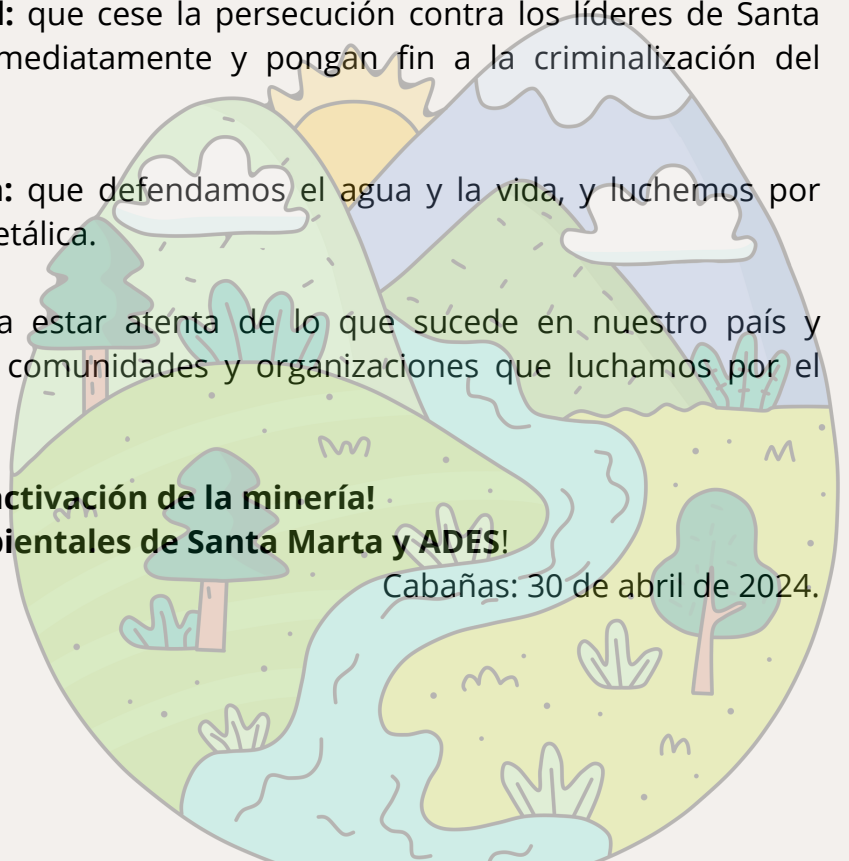 l: que cese la persecución contra los líderes de Santa
mediatamente y pongan fin a la criminalización del
a: que defendamos el agua y la vida, y luchemos por
etálica.
a estar atenta de lo que sucede en nuestro país y
comunidades y organizaciones que luchamos por el
activación de la minería!
bientales de Santa Marta y ADES!
Cabañas: 30 de abril de 2024.